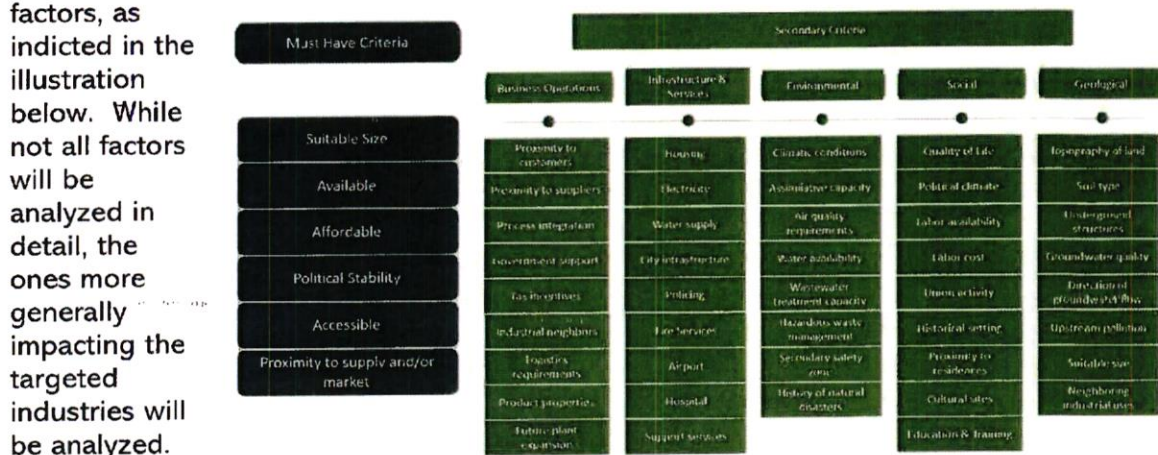 factors, as
indicted in the
illustration
below. While
not all factors
will be
analyzed in
detail, the
ones more
generally
impacting the
targeted
industries will
be analyzed.
Must Have Criteria
Suitable Size
Available
Affordable
Political Stability
Accessible
Proximity to supply and/or
market
Secondary Criteria
Business Operations
Proximity to
customers
Proximity to suppliers
Process integration
Government support
Tax incentives
Industrial neighbors
Logistics
requirements
Product properties
Future plant
expansion
Infrastructure &
Services
Housing
Electricity
Water supply
City infrastructure
Policing
Fire Services
Airport
Hospital
Support services
Environmental
Climatic conditions
Assimilative capacity
Air quality
requirements
Water availability
Wastewater
treatment capacity
Hazardous waste
management
Secondary safety
zone
History of natural
disasters
Social
Quality of Life
Political climate
Labor availability
Labor cost
Union activity
Historical setting
Proximity to
residences
Cultural sites
Education & Training
Geological
Topography of land
Soil type
Underground
structures
Groundwater quality
Direction of
groundwater flow
Upstream pollution
Suitable size
Neighboring
industrial uses